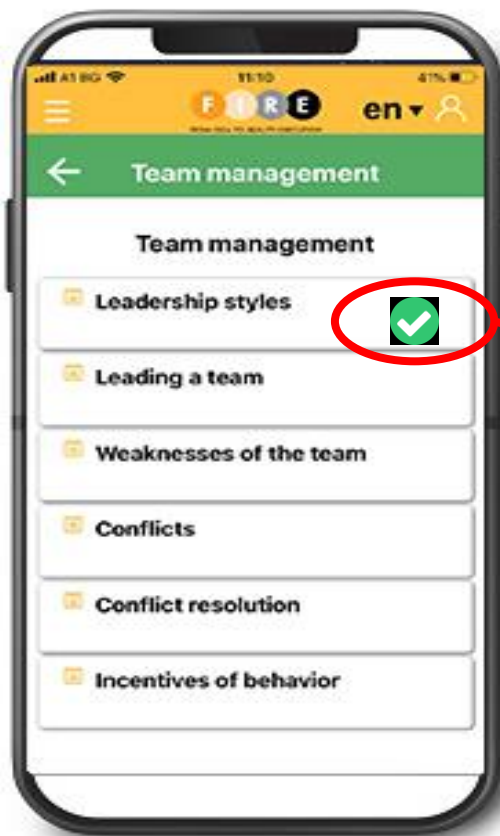 A1 BG
11:10
41%
FIRE
en
Team management
Team management
Leadership styles
Leading a team
Weaknesses of the team
Conflicts
Conflict resolution
Incentives of behavior